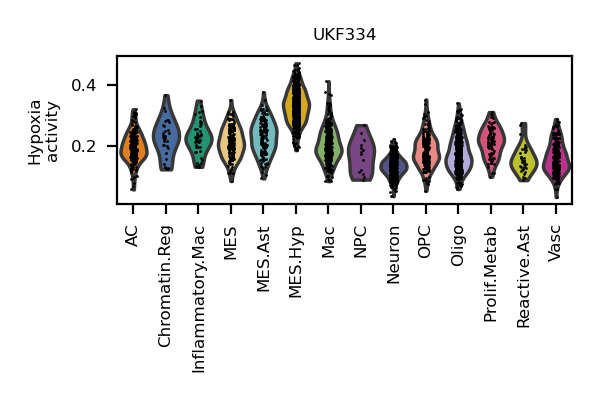 UKF334
Hypoxia
activity
0.4
0.2
AC
Chromatin.Reg
Inflammatory.Mac
MES
MES.Ast
MES.Hyp
Mac
NPC
Neuron
OPC
Oligo
Prolif.Metab
Reactive.Ast
Vasc